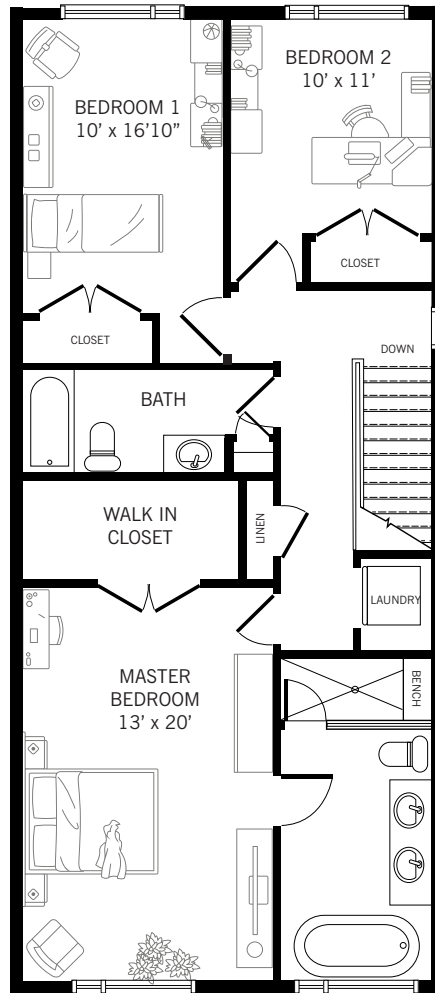 BEDROOM 1
10' x 16'10"
BEDROOM 2
10' x 11'
CLOSET
CLOSET
DOWN
BATH
WALK IN
CLOSET
LINEN
LAUNDRY
MASTER
BEDROOM
13' x 20'
BENCH